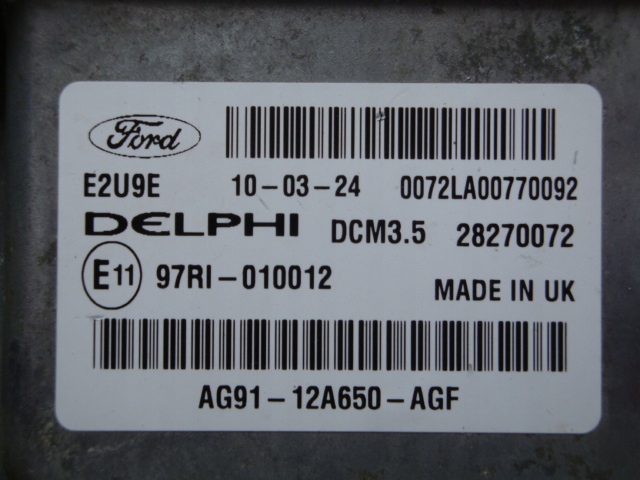 Ford
E2U9E 10-03-24 0072LA00770092
DELPHI DCM3.5 28270072
E11 97RI-010012 MADE IN UK
AG91-12A650-AGF